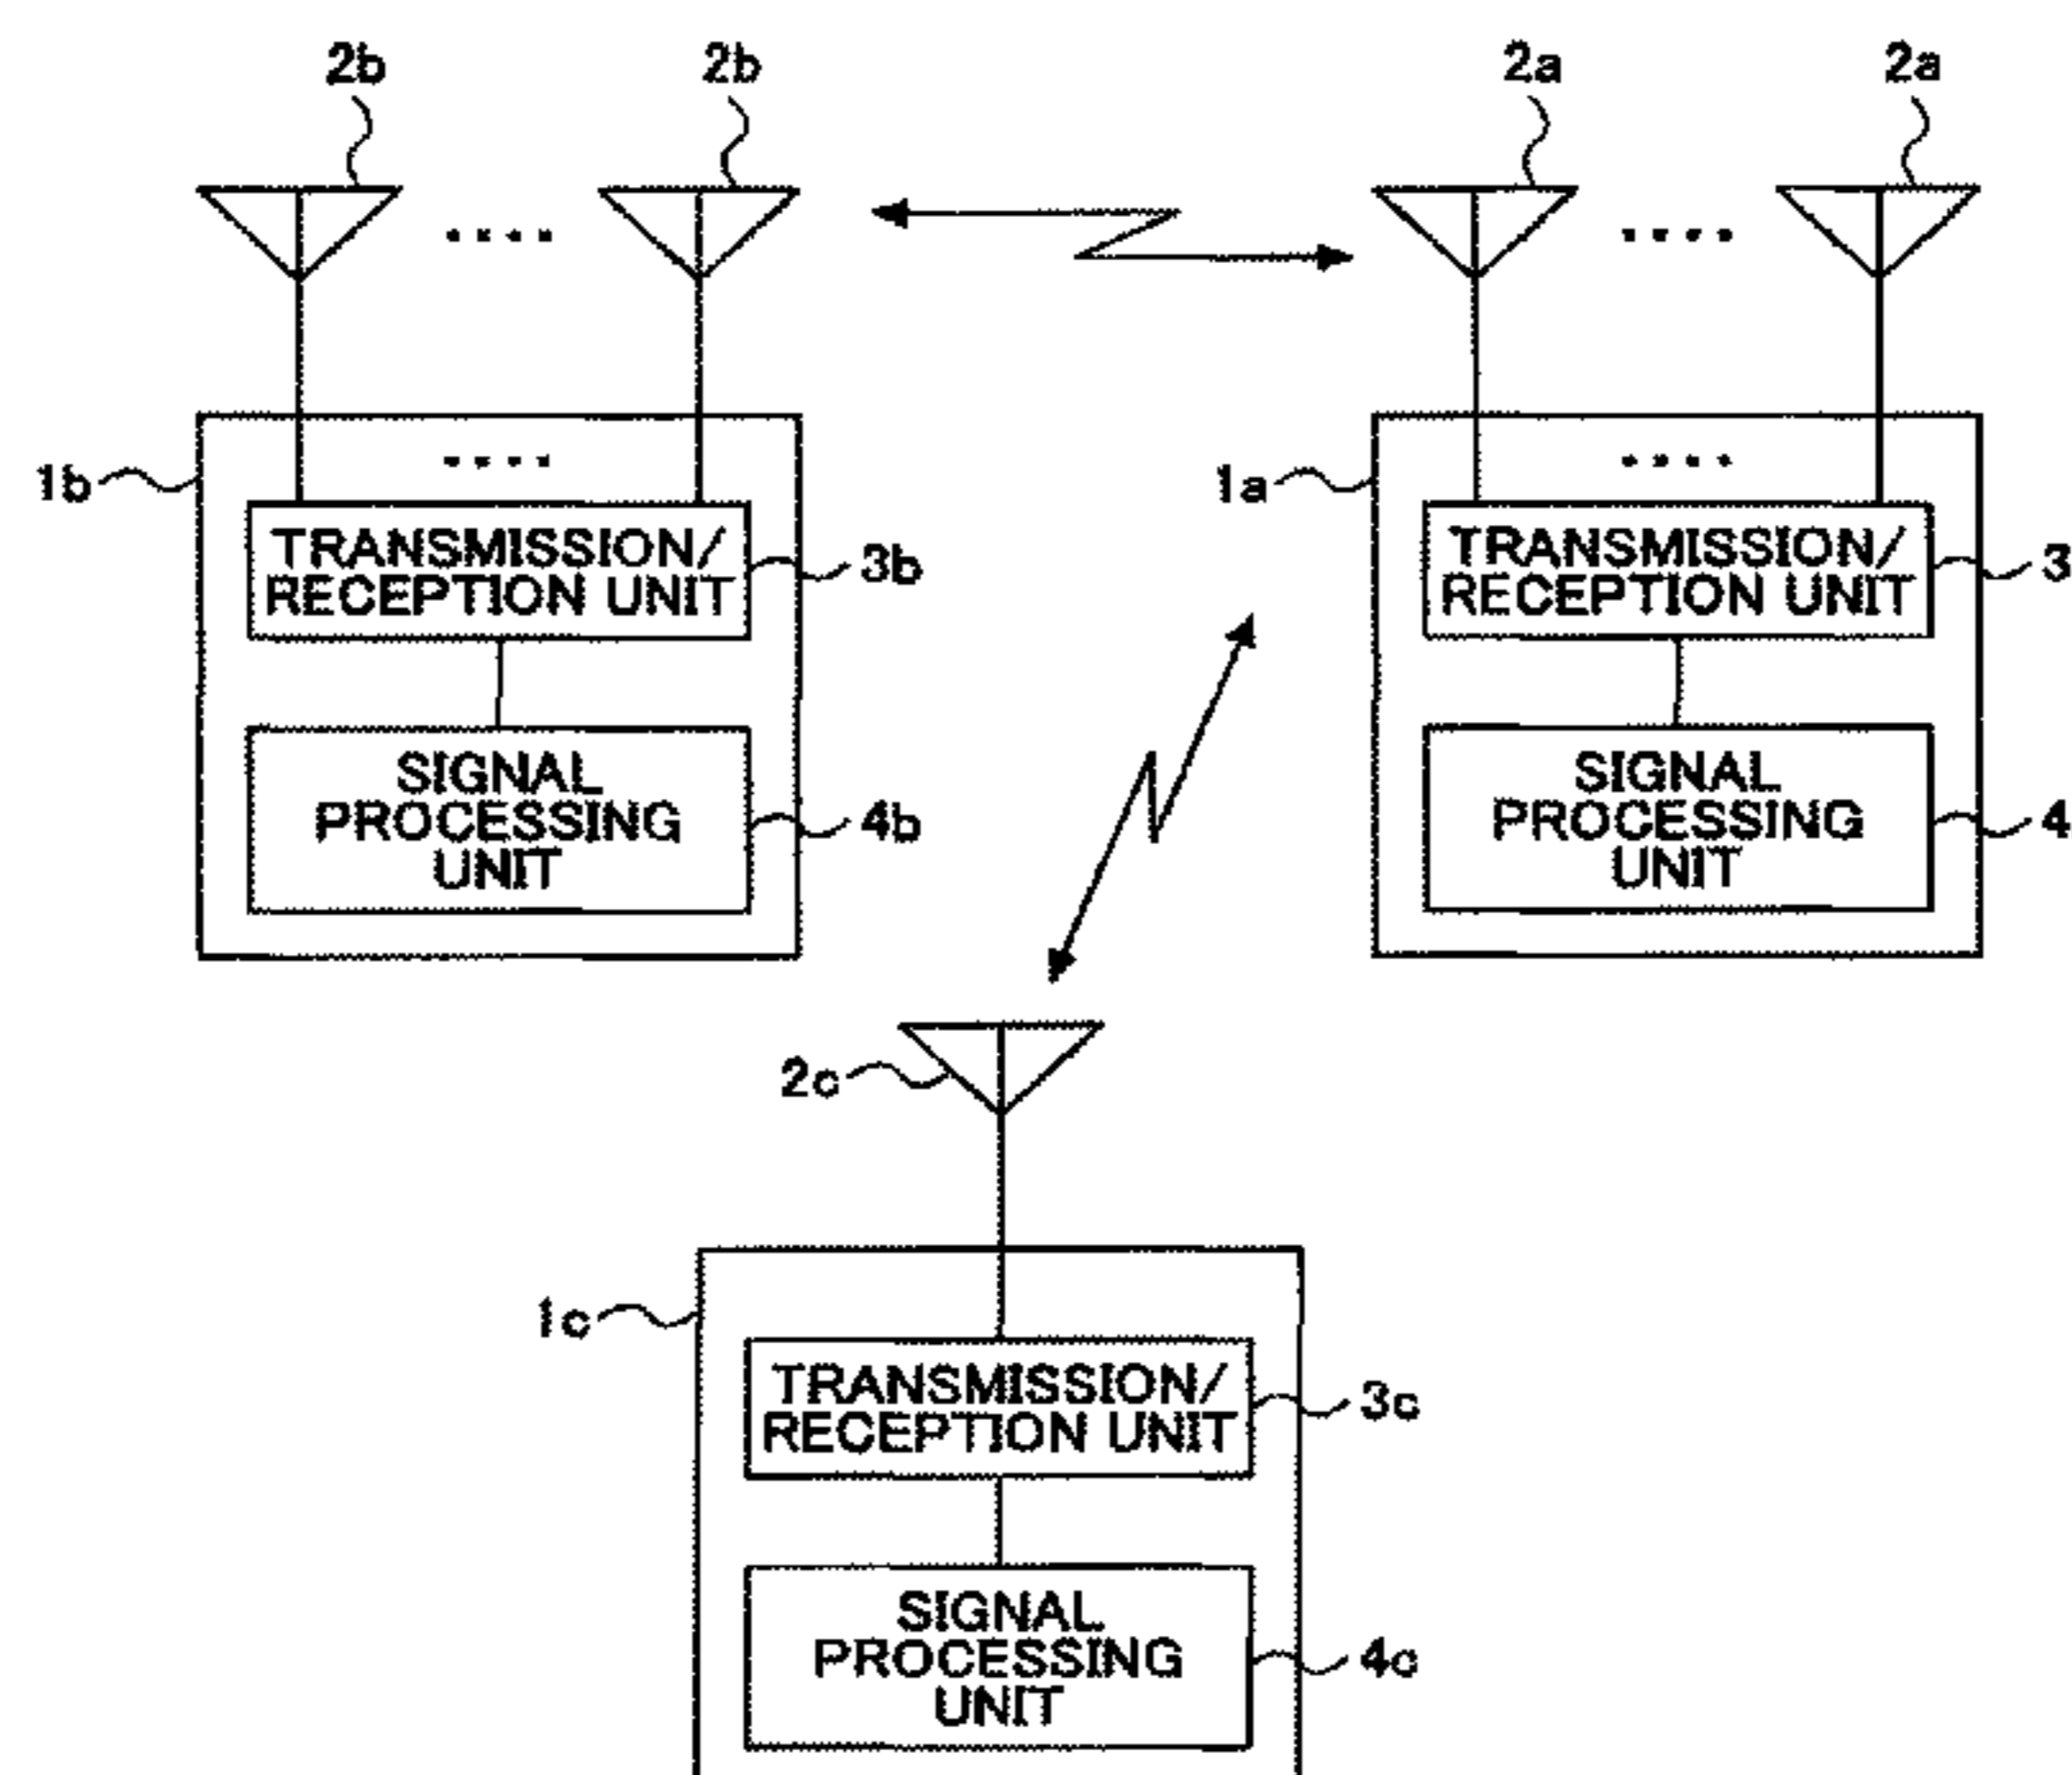 2b
2b
2a
2a
1b
TRANSMISSION/
RECEPTION UNIT
3b
SIGNAL
PROCESSING
UNIT
4b
1a
TRANSMISSION/
RECEPTION UNIT
3
SIGNAL
PROCESSING
UNIT
4
2c
1c
TRANSMISSION/
RECEPTION UNIT
3c
SIGNAL
PROCESSING
UNIT
4c